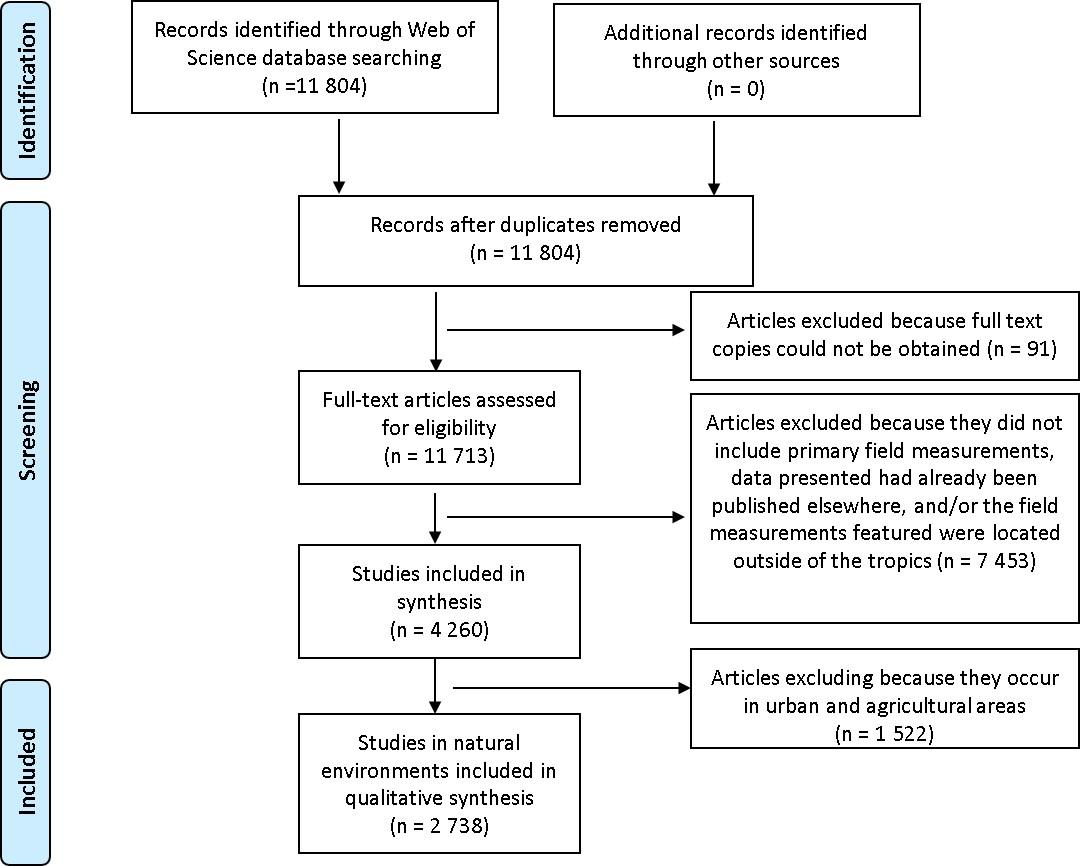 Identification
Records identified through Web of
Science database searching
(n =11 804)
Additional records identified
through other sources
(n = 0)
Records after duplicates removed
(n = 11 804)
Screening
Articles excluded because full text
copies could not be obtained (n = 91)
Full-text articles assessed
for eligibility
(n = 11 713)
Articles excluded because they did not
include primary field measurements,
data presented had already been
published elsewhere, and/or the field
measurements featured were located
outside of the tropics (n = 7 453)
Studies included in
synthesis
(n = 4 260)
Articles excluding because they occur
in urban and agricultural areas
(n = 1 522)
Included
Studies in natural
environments included in
qualitative synthesis
(n = 2 738)